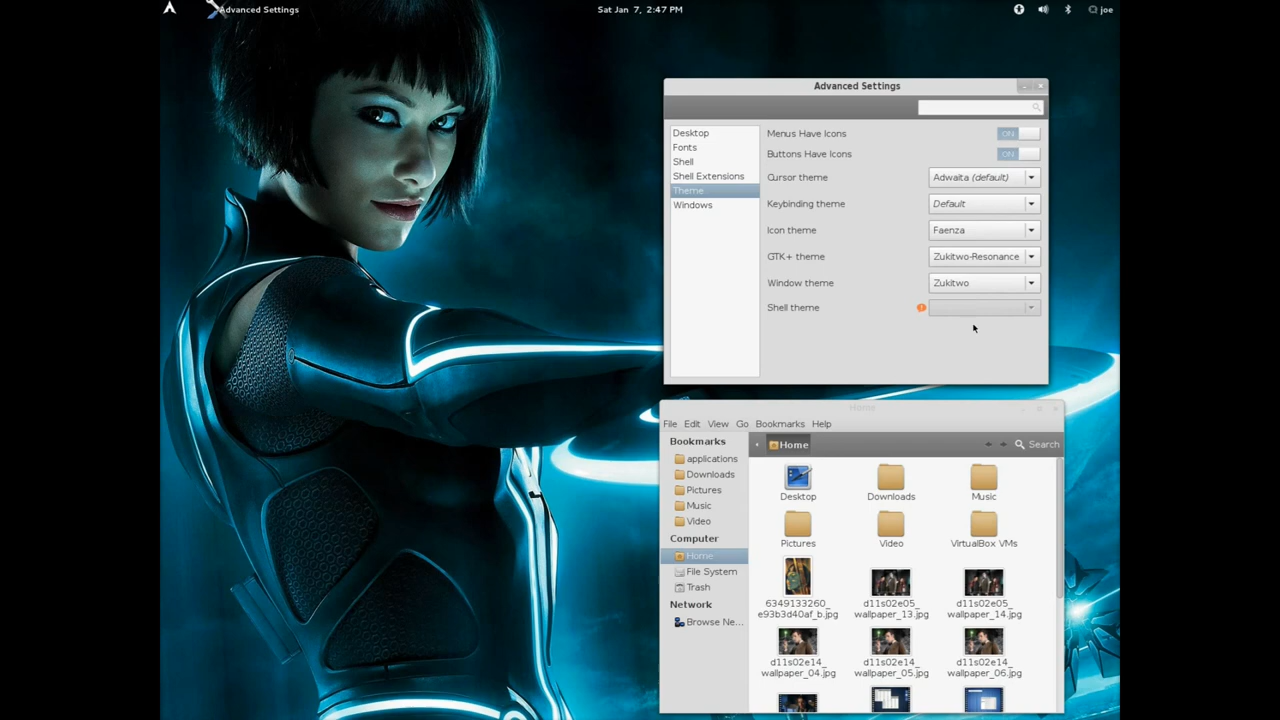 Advanced Settings
Sat Jan 7, 2:47 PM
joe
Advanced Settings
Desktop
Fonts
Shell
Shell Extensions
Theme
Windows
Menus Have Icons
ON
Buttons Have Icons
ON
Cursor theme
Adwaita (default)
Keybinding theme
Default
Icon theme
Faenza
GTK+ theme
Zukitwo-Resonance
Window theme
Zukitwo
Shell theme
Home
File Edit View Go Bookmarks Help
Bookmarks
applications
Downloads
Pictures
Music
Video
Computer
Home
File System
Trash
Network
Browse Ne...
Home
Search
Desktop
Downloads
Music
Pictures
Video
VirtualBox VMs
6349133260_
e93b3d40af_b.jpg
d11s02e05_
wallpaper_13.jpg
d11s02e05_
wallpaper_14.jpg
d11s02e14_
wallpaper_04.jpg
d11s02e14_
wallpaper_05.jpg
d11s02e14_
wallpaper_06.jpg